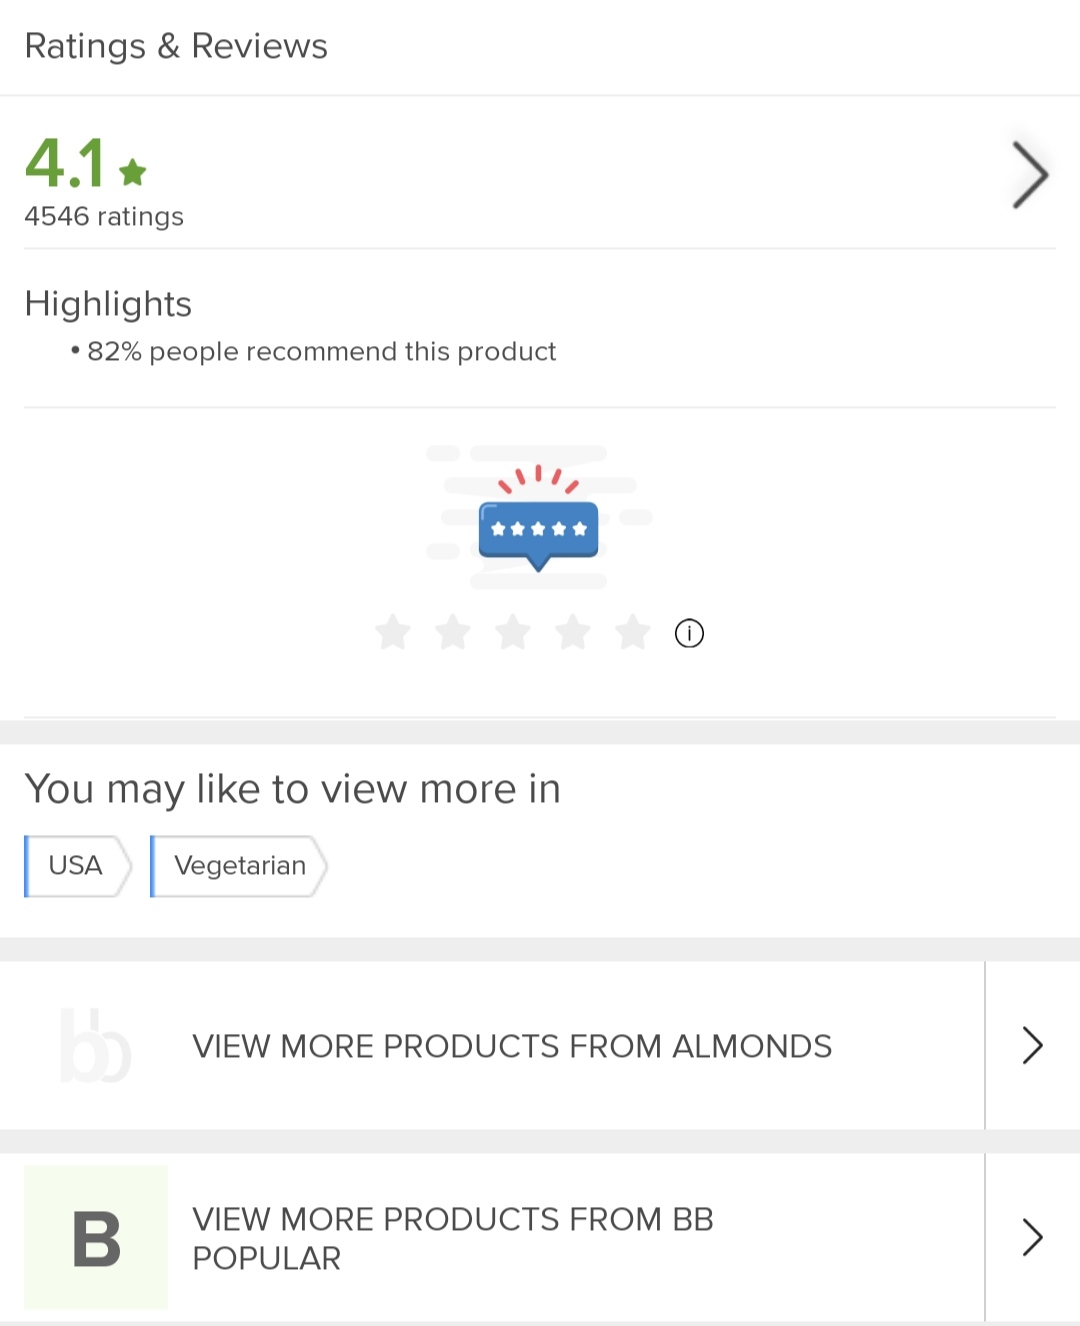 Ratings & Reviews
4.1
4546 ratings
Highlights
• 82% people recommend this product
You may like to view more in
USA
Vegetarian
bb
VIEW MORE PRODUCTS FROM ALMONDS
B
VIEW MORE PRODUCTS FROM BB
POPULAR